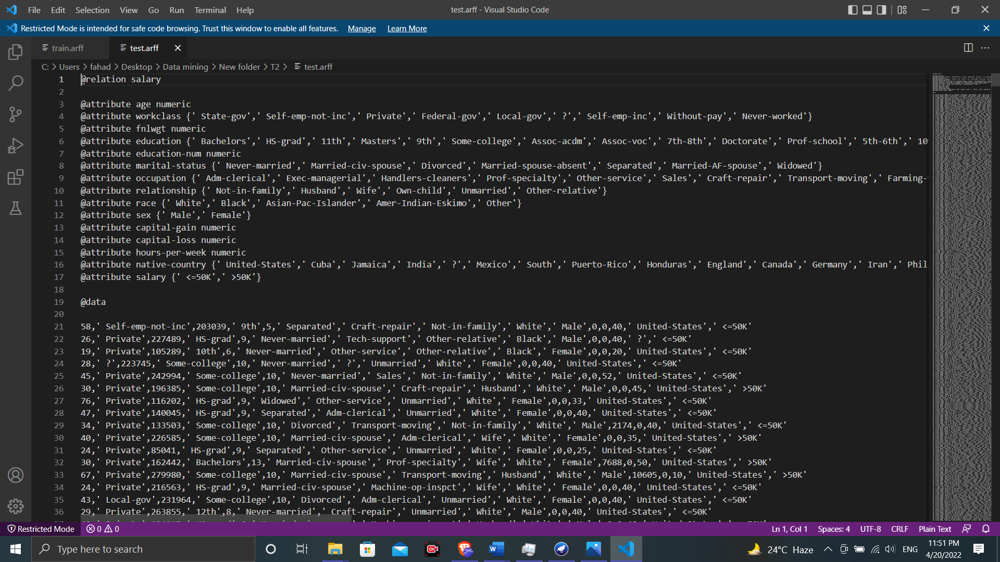 File Edit Selection View Go Run Terminal Help
test.arff - Visual Studio Code
Restricted Mode is intended for safe code browsing. Trust this window to enable all features. Manage Learn More
train.arff test.arff
C: > Users > fahad > Desktop > Data mining > New folder > T2 > test.arff
1 @relation salary
2
3 @attribute age numeric
4 @attribute workclass {' State-gov',' Self-emp-not-inc',' Private',' Federal-gov',' Local-gov',' ?',' Self-emp-inc',' Without-pay',' Never-worked'}
5 @attribute fnlwgt numeric
6 @attribute education {' Bachelors',' HS-grad',' 11th',' Masters',' 9th',' Some-college',' Assoc-acdm',' Assoc-voc',' 7th-8th',' Doctorate',' Prof-school',' 5th-6th',' 10
7 @attribute education-num numeric
8 @attribute marital-status {' Never-married',' Married-civ-spouse',' Divorced',' Married-spouse-absent',' Separated',' Married-AF-spouse',' Widowed'}
9 @attribute occupation {' Adm-clerical',' Exec-managerial',' Handlers-cleaners',' Prof-specialty',' Other-service',' Sales',' Craft-repair',' Transport-moving',' Farming-
10 @attribute relationship {' Not-in-family',' Husband',' Wife',' Own-child',' Unmarried',' Other-relative'}
11 @attribute race {' White',' Black',' Asian-Pac-Islander',' Amer-Indian-Eskimo',' Other'}
12 @attribute sex {' Male',' Female'}
13 @attribute capital-gain numeric
14 @attribute capital-loss numeric
15 @attribute hours-per-week numeric
16 @attribute native-country {' United-States',' Cuba',' Jamaica',' India',' ?',' Mexico',' South',' Puerto-Rico',' Honduras',' England',' Canada',' Germany',' Iran',' Phil
17 @attribute salary {' <=50K',' >50K'}
18
19 @data
20
21 58,' Self-emp-not-inc',203039,' 9th',5,' Separated',' Craft-repair',' Not-in-family',' White',' Male',0,0,40,' United-States',' <=50K'
22 26,' Private',227489,' HS-grad',9,' Never-married',' Tech-support',' Other-relative',' Black',' Male',0,0,40,' ?',' <=50K'
23 19,' Private',105289,' 10th',6,' Never-married',' Other-service',' Other-relative',' Black',' Female',0,0,20,' United-States',' <=50K'
24 28,' ?',223745,' Some-college',10,' Never-married',' ?',' Unmarried',' White',' Female',0,0,40,' United-States',' <=50K'
25 45,' Private',242994,' Some-college',10,' Never-married',' Sales',' Not-in-family',' White',' Male',0,0,52,' United-States',' <=50K'
26 30,' Private',196385,' Some-college',10,' Married-civ-spouse',' Craft-repair',' Husband',' White',' Male',0,0,45,' United-States',' >50K'
27 76,' Private',116202,' HS-grad',9,' Widowed',' Other-service',' Unmarried',' White',' Female',0,0,33,' United-States',' <=50K'
28 47,' Private',140045,' HS-grad',9,' Separated',' Adm-clerical',' Unmarried',' White',' Female',0,0,40,' United-States',' <=50K'
29 34,' Private',133503,' Some-college',10,' Divorced',' Transport-moving',' Not-in-family',' White',' Male',2174,0,40,' United-States',' <=50K'
30 40,' Private',226585,' Some-college',10,' Married-civ-spouse',' Adm-clerical',' Wife',' White',' Female',0,0,35,' United-States',' >50K'
31 24,' Private',85041,' HS-grad',9,' Separated',' Other-service',' Unmarried',' White',' Female',0,0,25,' United-States',' <=50K'
32 30,' Private',162442,' Bachelors',13,' Married-civ-spouse',' Prof-specialty',' Wife',' White',' Female',7688,0,50,' United-States',' >50K'
33 67,' Private',279980,' Some-college',10,' Married-civ-spouse',' Transport-moving',' Husband',' White',' Male',10605,0,10,' United-States',' >50K'
34 24,' Private',216563,' HS-grad',9,' Married-civ-spouse',' Machine-op-inspct',' Wife',' White',' Female',0,0,40,' United-States',' <=50K'
35 43,' Local-gov',231964,' Some-college',10,' Divorced',' Adm-clerical',' Unmarried',' White',' Female',0,0,40,' United-States',' <=50K'
36 29,' Private',263855,' 12th',8,' Never-married',' Craft-repair',' Unmarried',' White',' Male',0,0,40,' United-States',' <=50K'
Restricted Mode 0 0 Ln 1, Col 1 Spaces: 4 UTF-8 CRLF Plain Text
Type here to search 24°C Haze ENG 11:51 PM
4/20/2022